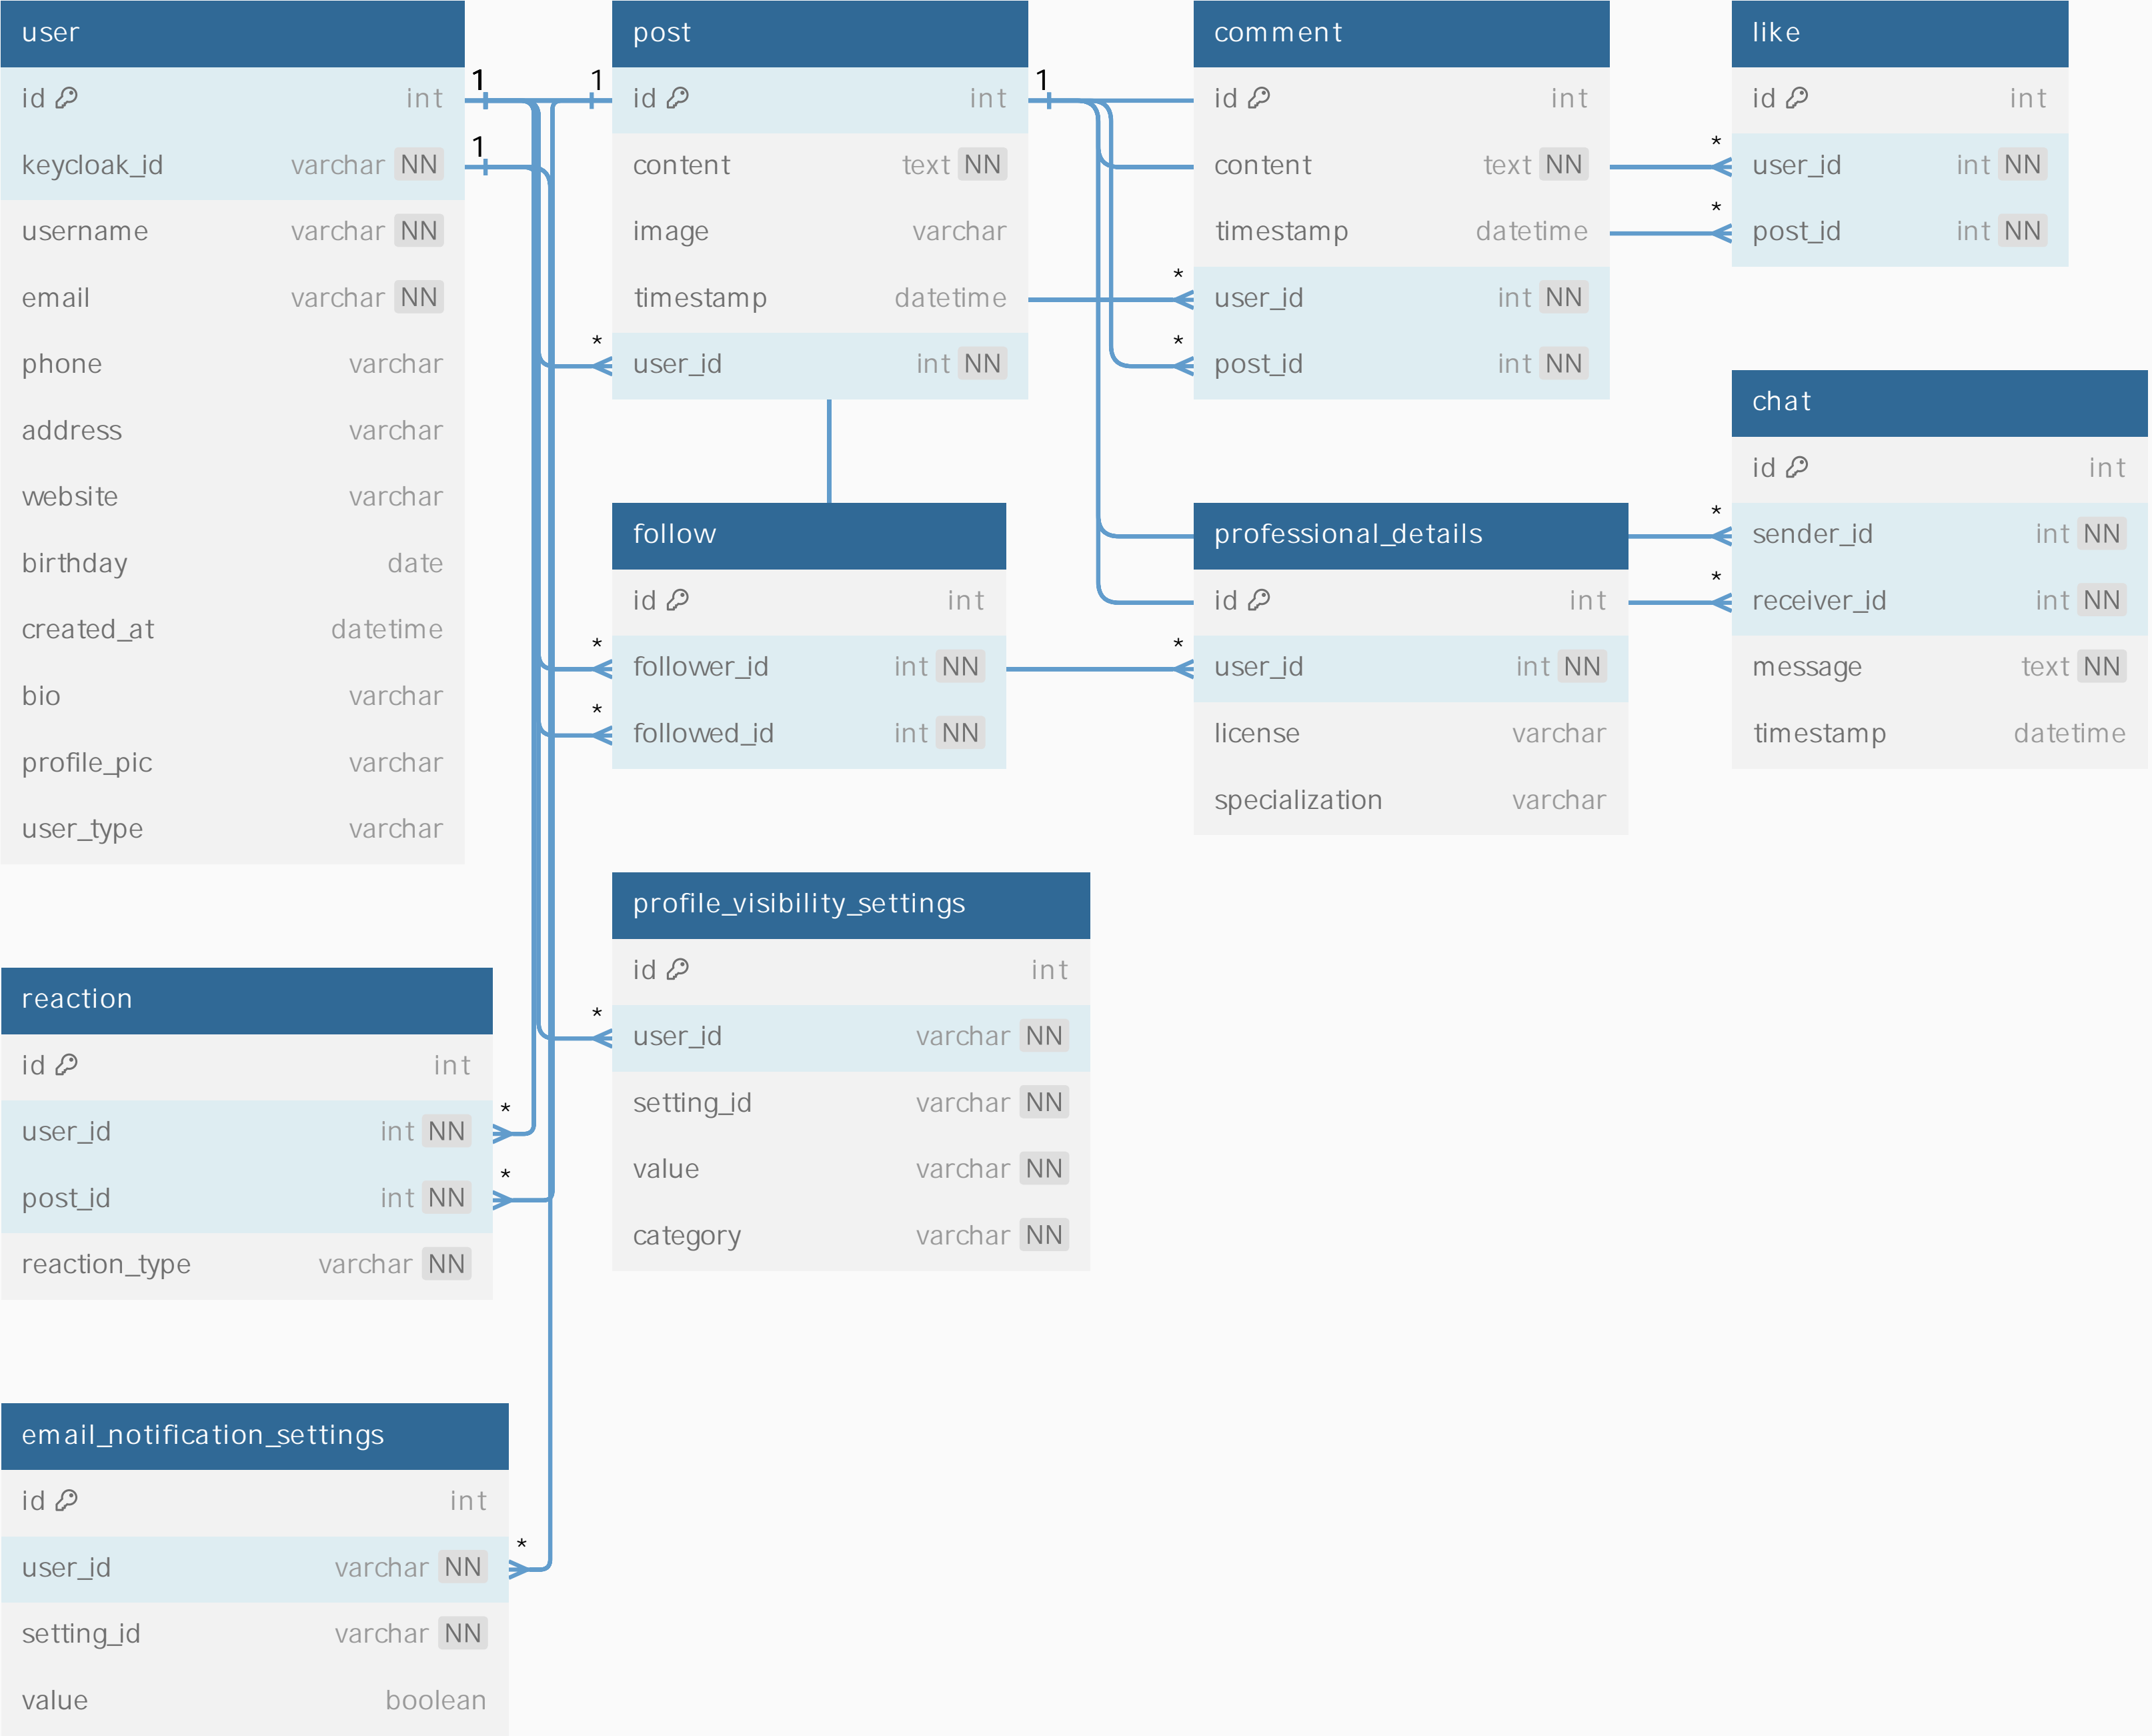 user
id int
keycloak_id varchar NN
username varchar NN
email varchar NN
phone varchar
address varchar
website varchar
birthday date
created_at datetime
bio varchar
profile_pic varchar
user_type varchar
1
1
1
1
post
id int
content text NN
image varchar
timestamp datetime
* user_id int NN
comment
id int
content text NN
timestamp datetime
* user_id int NN
* post_id int NN
like
id int
* user_id int NN
* post_id int NN
follow
id int
* follower_id int NN
* followed_id int NN
professional_details
id int
* user_id int NN
license varchar
specialization varchar
chat
id int
* sender_id int NN
* receiver_id int NN
message text NN
timestamp datetime
profile_visibility_settings
id int
* user_id varchar NN
setting_id varchar NN
value varchar NN
category varchar NN
reaction
id int
user_id int NN *
post_id int NN *
reaction_type varchar NN
email_notification_settings
id int
user_id varchar NN *
setting_id varchar NN
value boolean